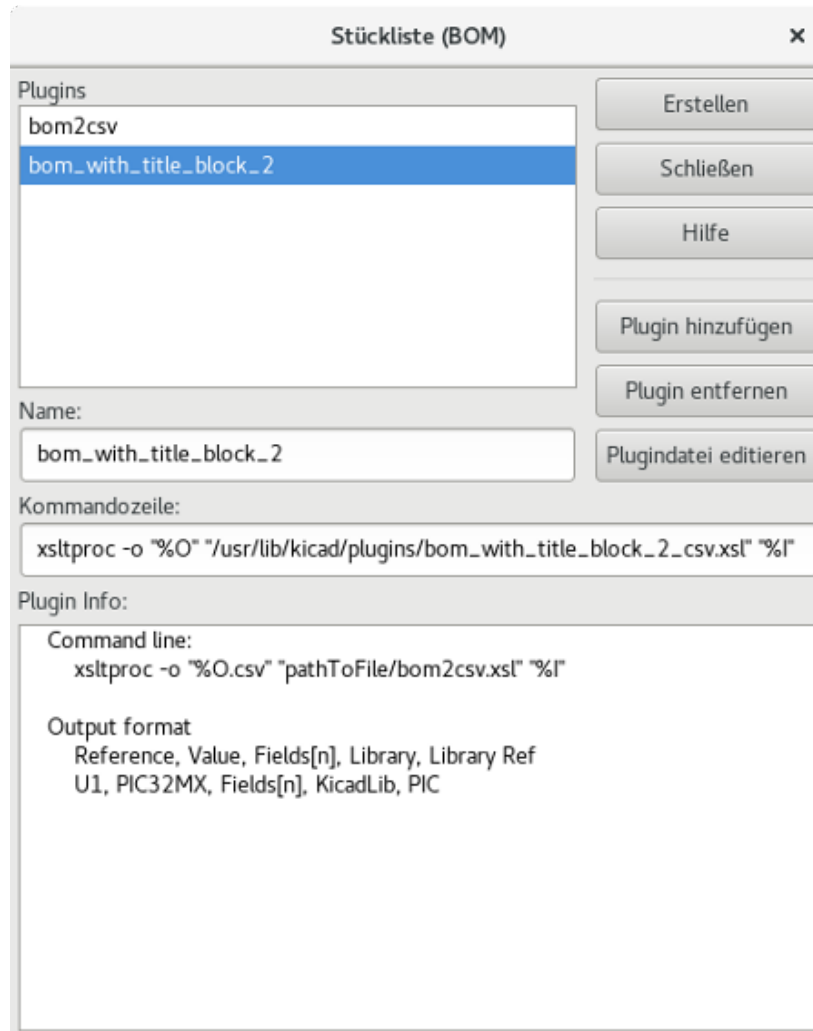 Stückliste (BOM)
Plugins
bom2csv
bom_with_title_block_2
Erstellen
Schließen
Hilfe
Plugin hinzufügen
Plugin entfernen
Plugindatei editieren
Name:
bom_with_title_block_2
Kommandozeile:
xsltproc -o "%O" "/usr/lib/kicad/plugins/bom_with_title_block_2_csv.xsl" "%I"
Plugin Info:
Command line:
xsltproc -o "%O.csv" "pathToFile/bom2csv.xsl" "%I"
Output format
Reference, Value, Fields[n], Library, Library Ref
U1, PIC32MX, Fields[n], KicadLib, PIC